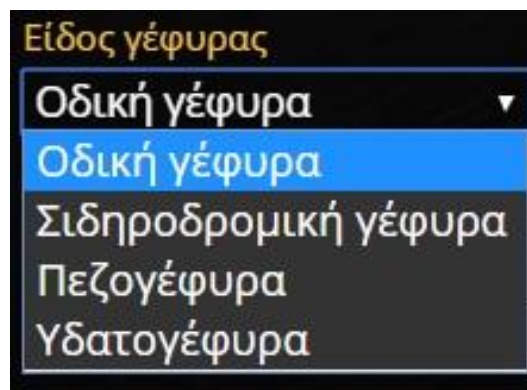 Είδος γέφυρας
Οδική γέφυρα
Οδική γέφυρα
Σιδηροδρομική γέφυρα
Πεζογέφυρα
Υδατογέφυρα